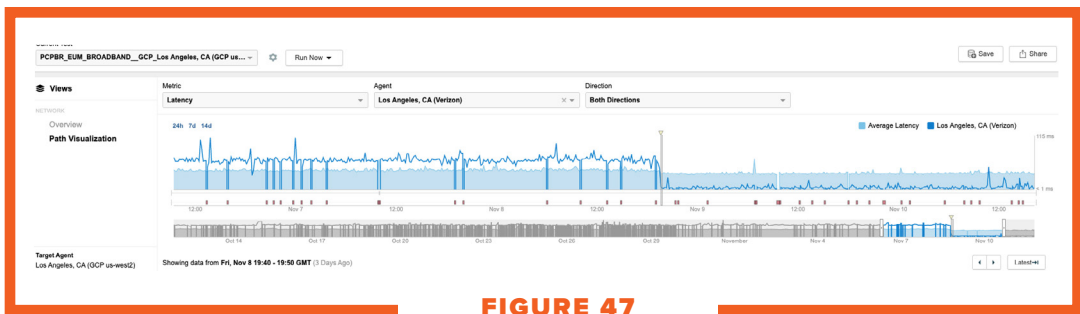 PCPBR_EUM_BROADBAND__GCP_Los Angeles, CA (GCP us...
Run Now
Save
Share
Views
Metric
Agent
Direction
Latency
Los Angeles, CA (Verizon)
Both Directions
NETWORK
Overview
Path Visualization
24h 7d 14d
Average Latency
Los Angeles, CA (Verizon)
115 ms
< 1 ms
12:00 Nov 7 12:00 Nov 8 12:00 Nov 9 12:00 Nov 10 12:00
Oct 14 Oct 17 Oct 20 Oct 23 Oct 26 Oct 29 November Nov 4 Nov 7 Nov 10
Target Agent
Los Angeles, CA (GCP us-west2)
Showing data from Fri, Nov 8 19:40 - 19:50 GMT (3 Days Ago)
Latest
FIGURE 47